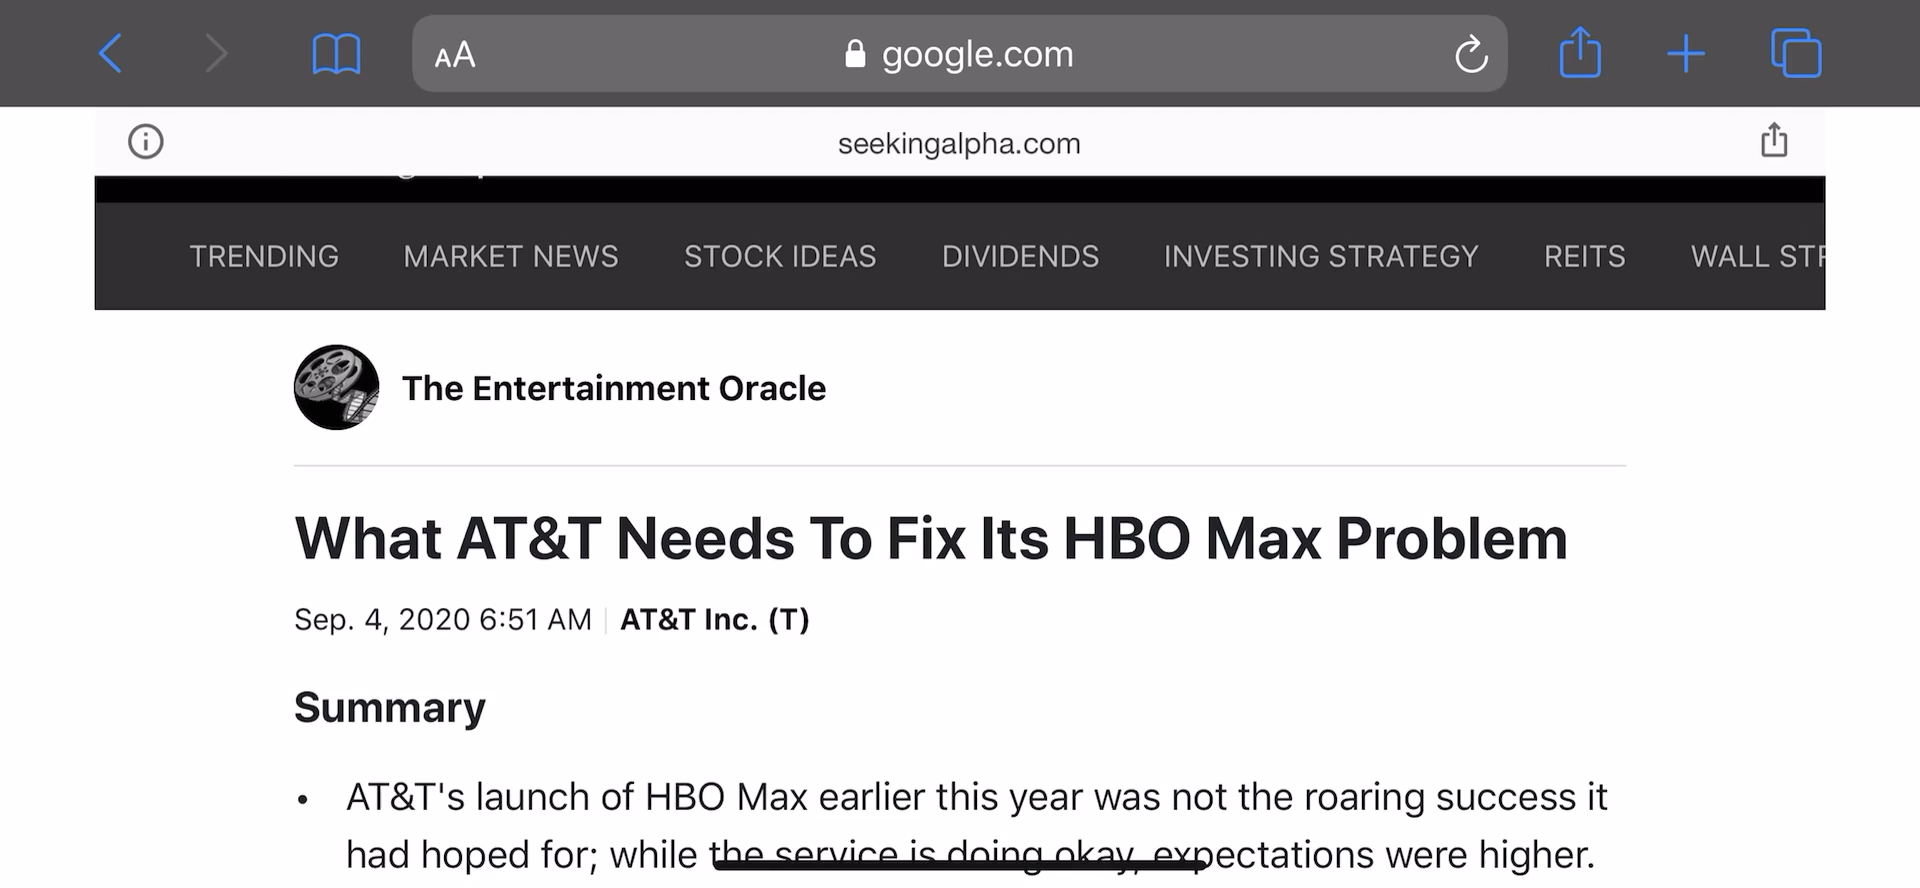 AA google.com
seekingalpha.com
TRENDING MARKET NEWS STOCK IDEAS DIVIDENDS INVESTING STRATEGY REITS WALL STR
The Entertainment Oracle
What AT&T Needs To Fix Its HBO Max Problem
Sep. 4, 2020 6:51 AM AT&T Inc. (T)
Summary
• AT&T's launch of HBO Max earlier this year was not the roaring success it
had hoped for; while the service is doing okay, expectations were higher.